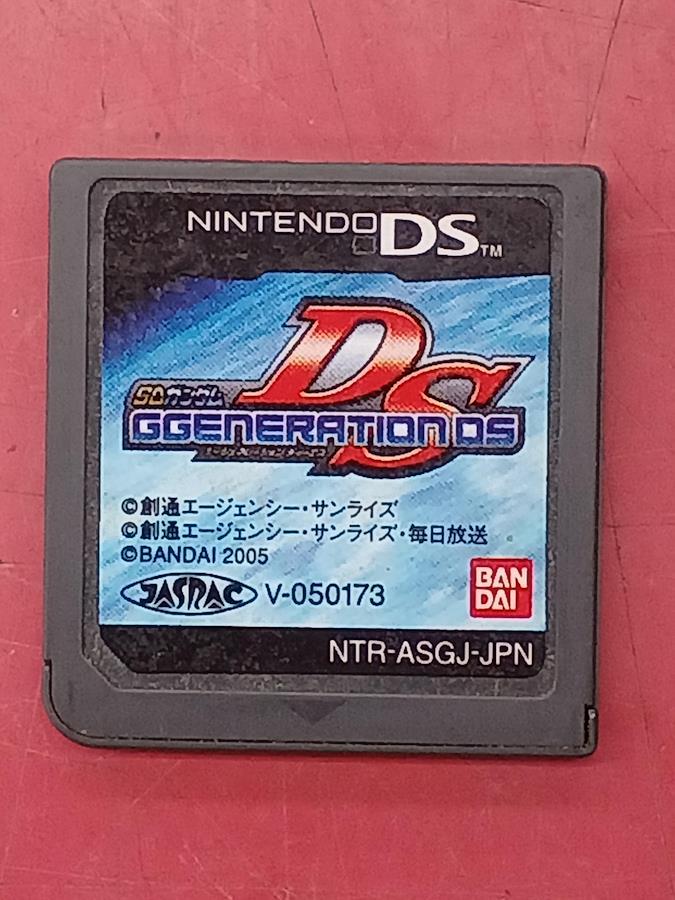 NINTENDO DS™
DS
SDガンダム
GGENERATION DS
©創通エージェンシー・サンライズ
©創通エージェンシー・サンライズ・毎日放送
©BANDAI 2005
JASRAC V-050173
BAN
DAI
NTR-ASGJ-JPN